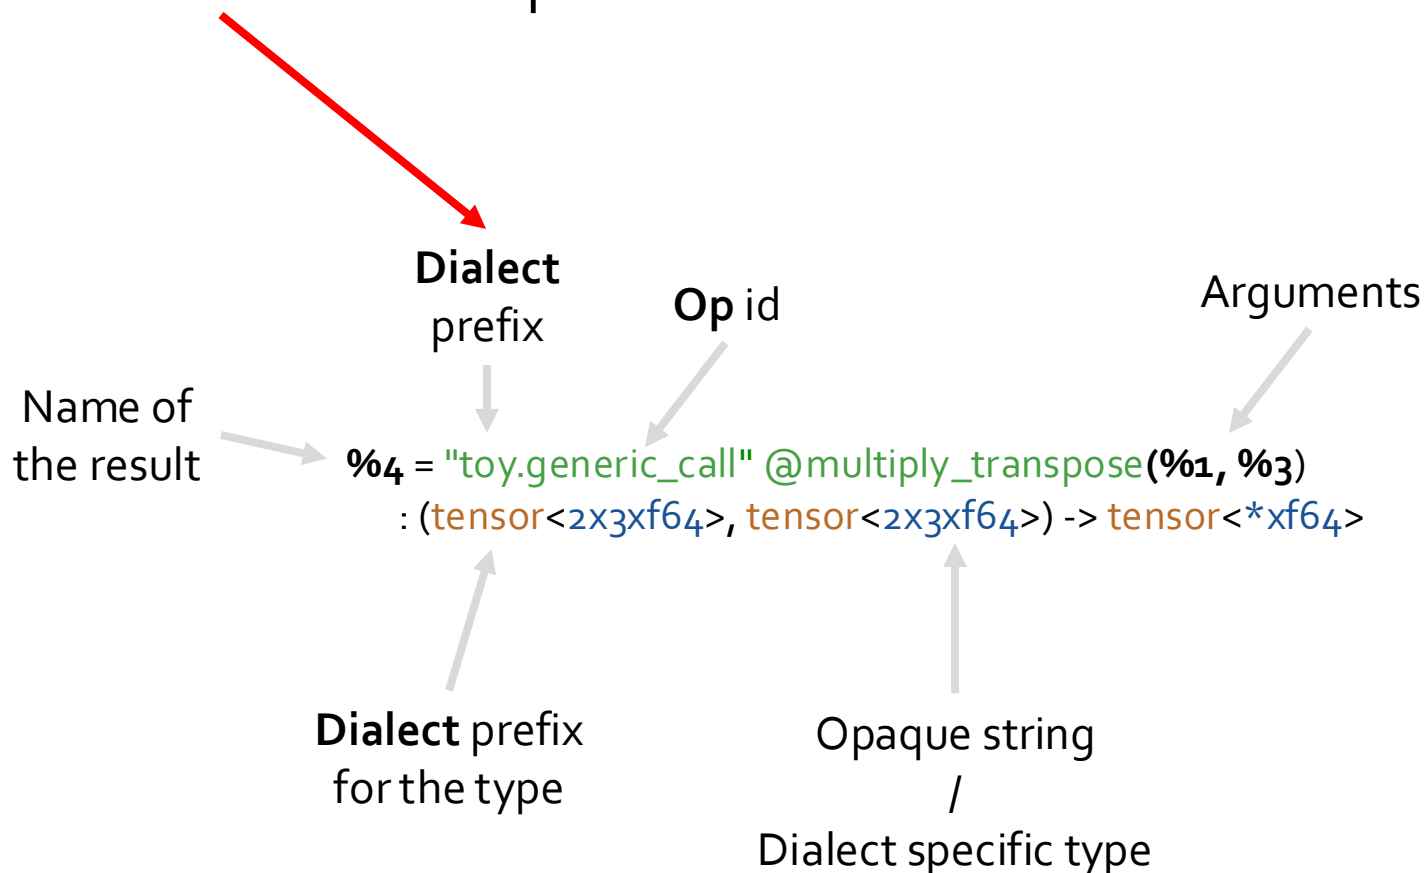 Dialect
prefix
Op id
Arguments
Name of
the result
%4 = "toy.generic_call" @multiply_transpose(%1, %3)
: (tensor<2x3xf64>, tensor<2x3xf64>) -> tensor<*xf64>
Dialect prefix
for the type
Opaque string
/
Dialect specific type